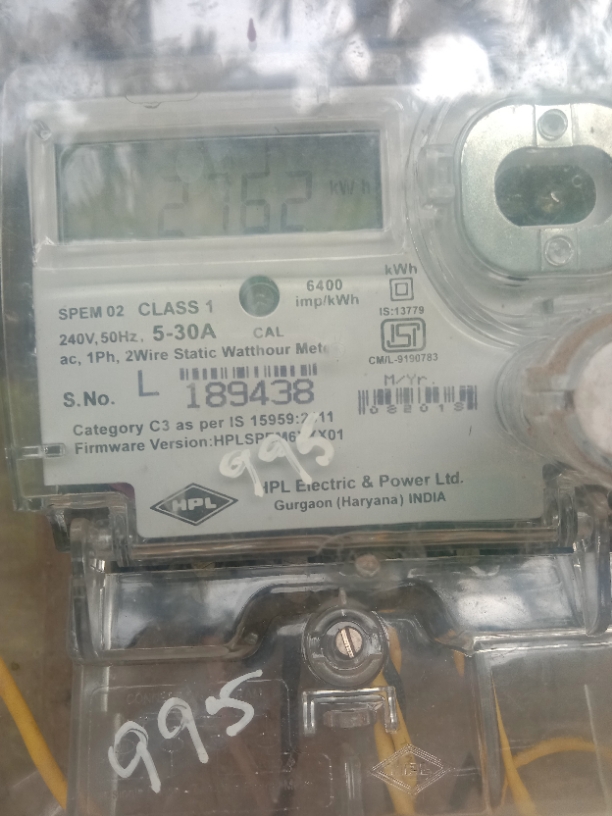 2762 kWh
kWh
6400
imp/kWh
IS:13779
SPEM 02 CLASS 1
CAL
240V, 50Hz, 5-30A
ac, 1Ph, 2Wire Static Watthour
CM/L-9190783
M/Yr.
S.No. L 189438
Category C3 as per IS 15959:2011
Firmware
995
HPL Electric & Power Ltd.
HPL
Gurgaon (Haryana) INDIA
995
HPL